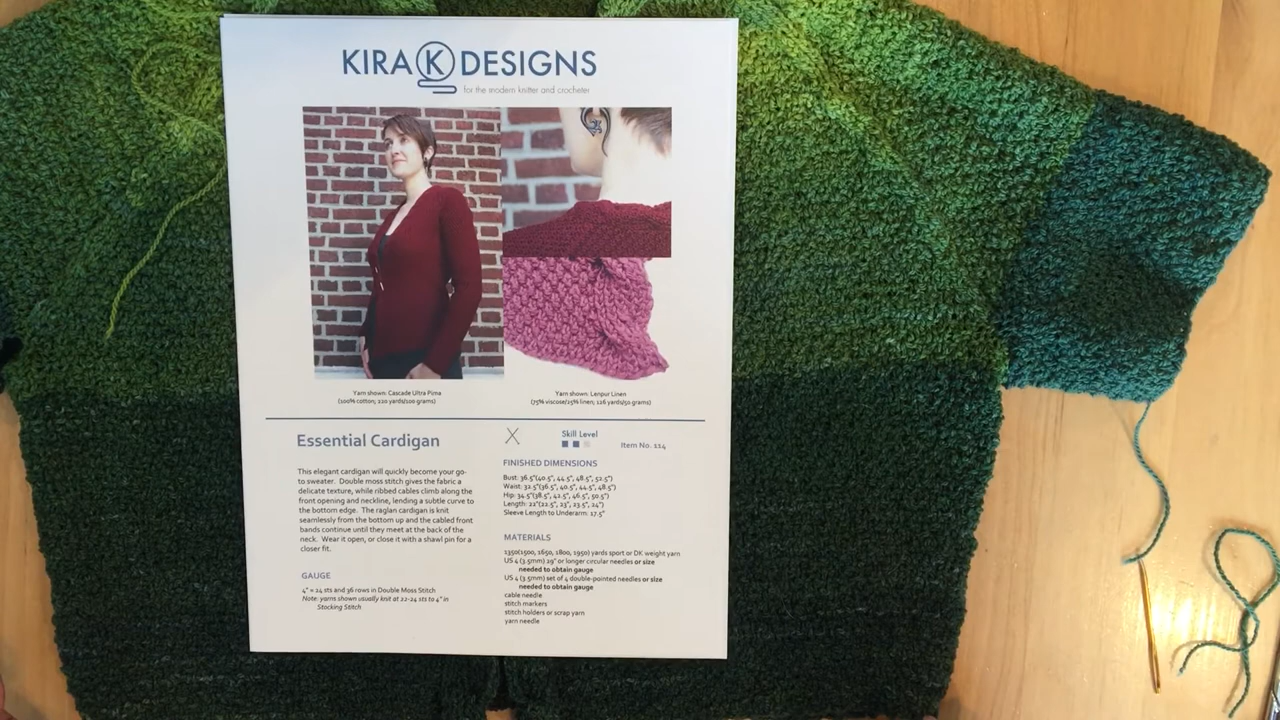 KIRA K DESIGNS
for the modern knitter and crocheter
Yarn shown: Cascade Ultra Pima
(100% cotton; 220 yards/100 grams)
Yarn shown: Lenpur Linen
(75% viscose/25% linen; 126 yards/50 grams)
Essential Cardigan
This elegant cardigan will quickly become your go-
to sweater. Double moss stitch gives the fabric a
delicate texture, while ribbed cables climb along the
front opening and neckline, lending a subtle curve to
the bottom edge. The raglan cardigan is knit
seamlessly from the bottom up and the cabled front
bands continue until they meet at the back of the
neck. Wear it open, or close it with a shawl pin for a
closer fit.
GAUGE
4" = 24 sts and 36 rows in Double Moss Stitch
Note: yarns shown usually knit at 22-24 sts to 4" in
Stocking Stitch
Skill Level
Item No. 114
FINISHED DIMENSIONS
Bust: 36.5"(40.5", 44.5", 48.5", 52.5")
Waist: 32.5"(36.5", 40.5", 44.5", 48.5")
Hip: 34.5"(38.5", 42.5", 46.5", 50.5")
Length: 22"(22.5", 23", 23.5", 24")
Sleeve Length to Underarm: 17.5"
MATERIALS
1350(1500, 1650, 1800, 1950) yards sport or DK weight yarn
US 4 (3.5mm) 29" or longer circular needles or size
needed to obtain gauge
US 4 (3.5mm) set of 4 double-pointed needles or size
needed to obtain gauge
cable needle
stitch markers
stitch holders or scrap yarn
yarn needle